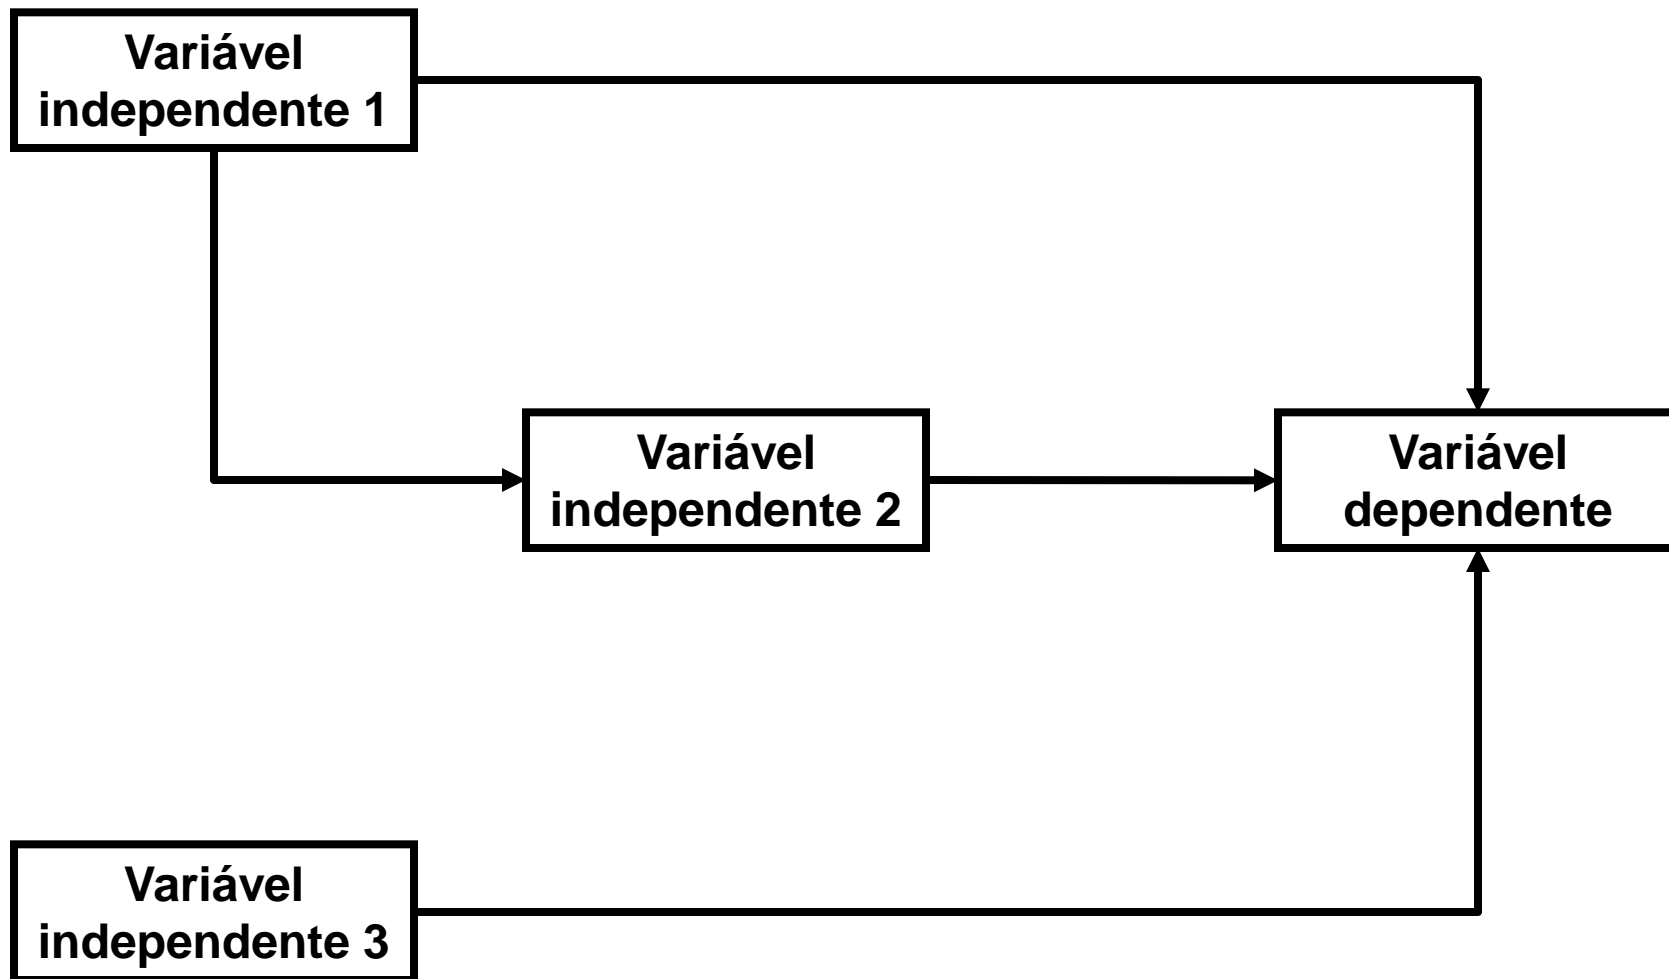 Variável
independente 1
Variável
independente 2
Variável
dependente
Variável
independente 3